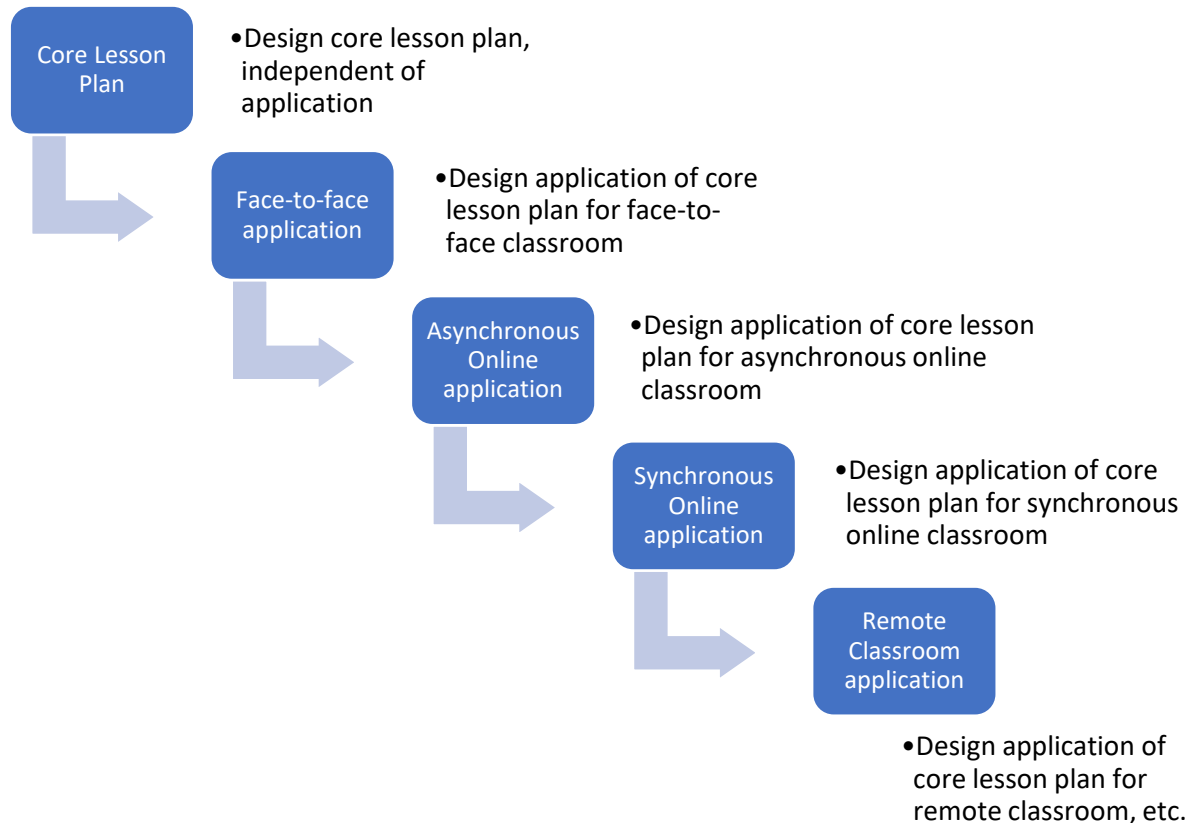 Core Lesson
Plan
•Design core lesson plan,
independent of
application
Face-to-face
application
•Design application of core
lesson plan for face-to-
face classroom
Asynchronous
Online
application
•Design application of core lesson
plan for asynchronous online
classroom
Synchronous
Online
application
•Design application of core
lesson plan for synchronous
online classroom
Remote
Classroom
application
•Design application of
core lesson plan for
remote classroom, etc.